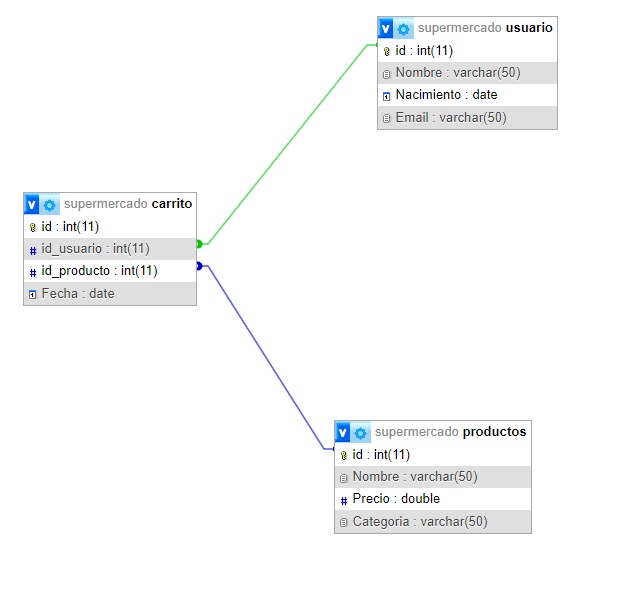 v supermercado usuario
id : int(11)
Nombre : varchar(50)
Nacimiento : date
Email : varchar(50)
v supermercado carrito
id : int(11)
# id_usuario : int(11)
# id_producto : int(11)
Fecha : date
v supermercado productos
id : int(11)
Nombre : varchar(50)
# Precio : double
Categoria : varchar(50)